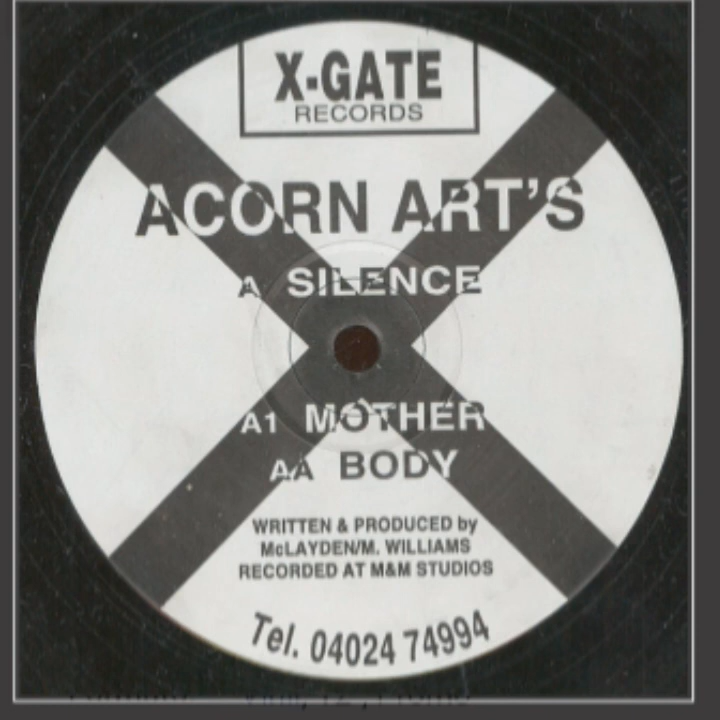 X-GATE
RECORDS
ACORN ART'S
A SILENCE
A1 MOTHER
AA BODY
WRITTEN & PRODUCED by
McLAYDEN/M. WILLIAMS
RECORDED AT M&M STUDIOS
Tel. 04024 74994